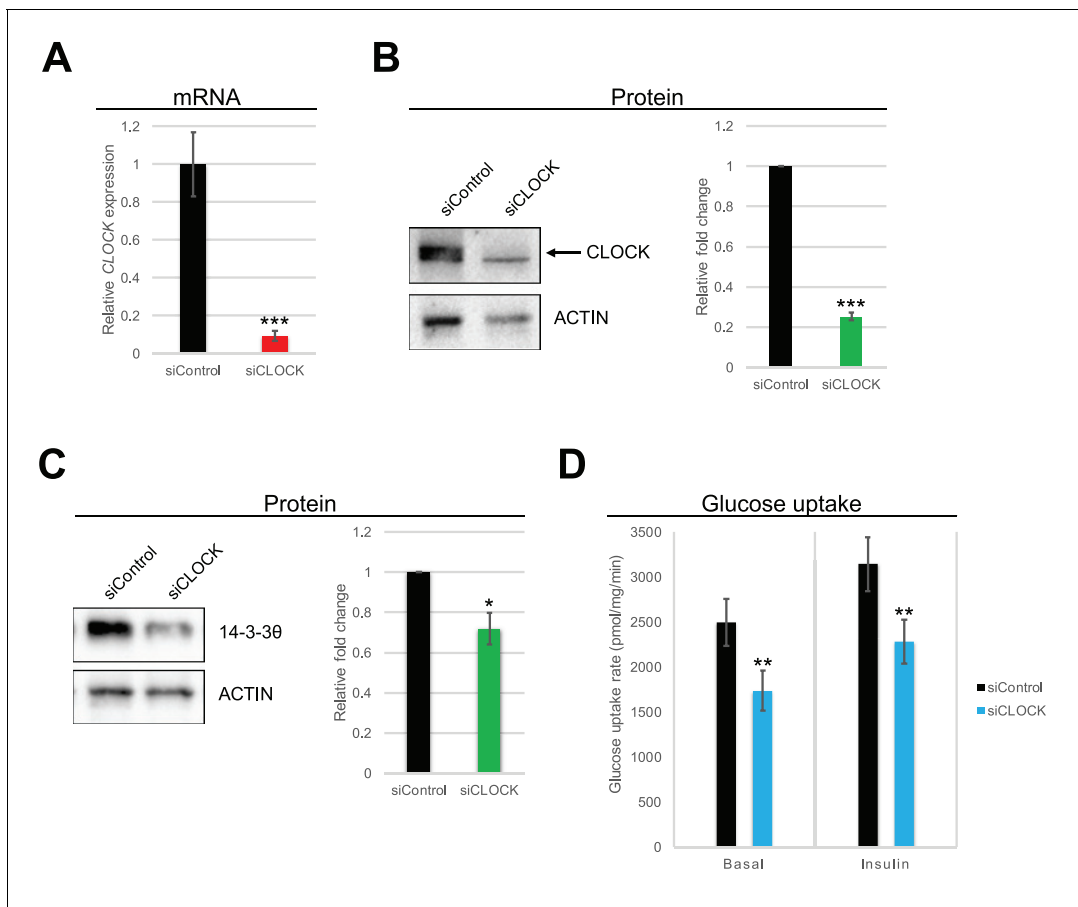 A
mRNA
Relative CLOCK expression
1.2
1
0.8
0.6
0.4
0.2
0
***
siControl
siCLOCK
B
Protein
siControl
siCLOCK
CLOCK
ACTIN
Relative fold change
1.2
1
0.8
0.6
0.4
0.2
0
***
siControl
siCLOCK
C
Protein
siControl
siCLOCK
14-3-3θ
ACTIN
Relative fold change
1.2
1
0.8
0.6
0.4
0.2
0
*
siControl
siCLOCK
D
Glucose uptake
Glucose uptake rate (pmol/mg/min)
3500
3000
2500
2000
1500
1000
500
0
**
**
Basal
Insulin
siControl
siCLOCK